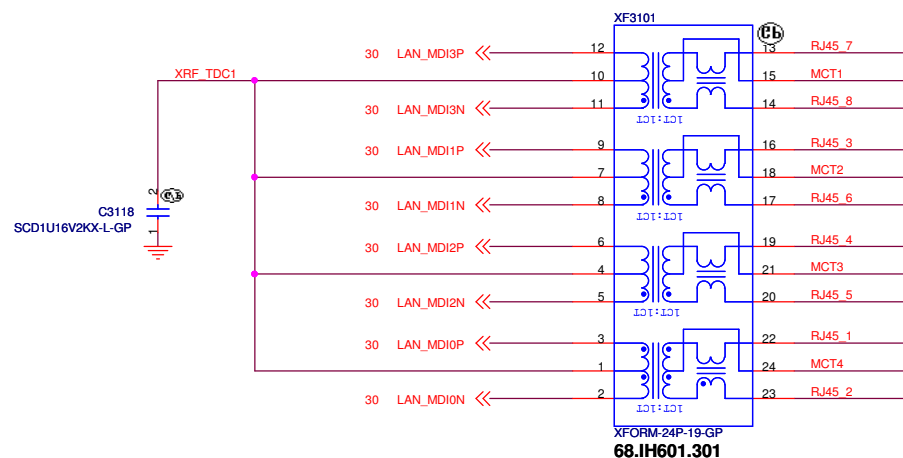 XF3101
30 LAN_MDI3P 12 13 RJ45_7
XRF_TDC1 10 15 MCT1
30 LAN_MDI3N 11 14 RJ45_8
1CT:1CT
30 LAN_MDI1P 9 16 RJ45_3
7 18 MCT2
30 LAN_MDI1N 8 17 RJ45_6
1CT:1CT
2
C3118
SCD1U16V2KX-L-GP
1
30 LAN_MDI2P 6 19 RJ45_4
4 21 MCT3
30 LAN_MDI2N 5 20 RJ45_5
1CT:1CT
30 LAN_MDI0P 3 22 RJ45_1
1 24 MCT4
30 LAN_MDI0N 2 23 RJ45_2
1CT:1CT
XFORM-24P-19-GP
68.IH601.301